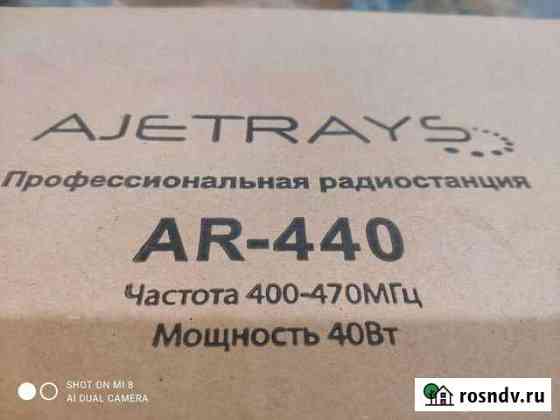 AJETRAYS
Профессиональная радиостанция
AR-440
Частота 400-470МГц
Мощность 40Вт
SHOT ON MI 8
AI DUAL CAMERA
rosndv.ru